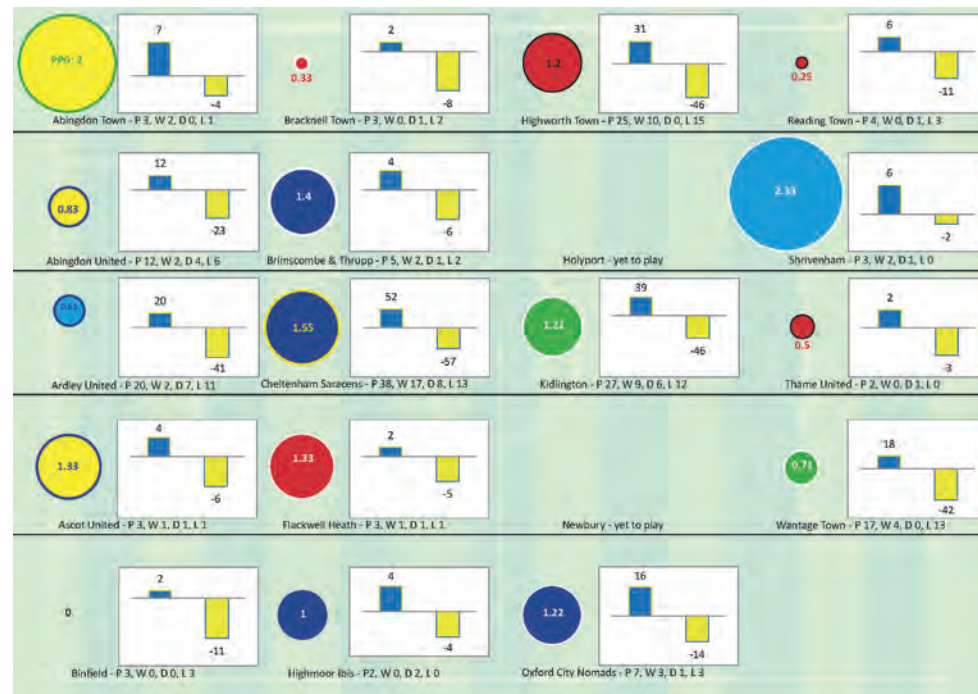 PPG: 2
7
-4
Abingdon Town - P 3, W 2, D 0, L 1
0.33
2
-8
Bracknell Town - P 3, W 0, D 1, L 2
1.2
31
-46
Highworth Town - P 25, W 10, D 0, L 15
0.25
6
-11
Reading Town - P 4, W 0, D 1, L 3
0.83
12
-23
Abingdon United - P 12, W 2, D 4, L 6
1.4
4
-6
Brimscombe & Thrupp - P 5, W 2, D 1, L 2
Holyport - yet to play
2.33
6
-2
Shrivenham - P 3, W 2, D 1, L 0
20
-41
Ardley United - P 20, W 2, D 7, L 11
1.55
52
-57
Cheltenham Saracens - P 38, W 17, D 8, L 13
39
-46
Kidlington - P 27, W 9, D 6, L 12
0.5
2
-3
Thame United - P 2, W 0, D 1, L 0
1.33
4
-6
Ascot United - P 3, W 1, D 1, L 1
1.33
2
-5
Flackwell Heath - P 3, W 1, D 1, L 1
Newbury - yet to play
0.71
18
-42
Wantage Town - P 17, W 4, D 0, L 13
0
2
-11
Binfield - P 3, W 0, D 0, L 3
1
4
-4
Highmoor Ibis - P2, W 0, D 2, L 0
1.22
16
-14
Oxford City Nomads - P 7, W 3, D 1, L 3